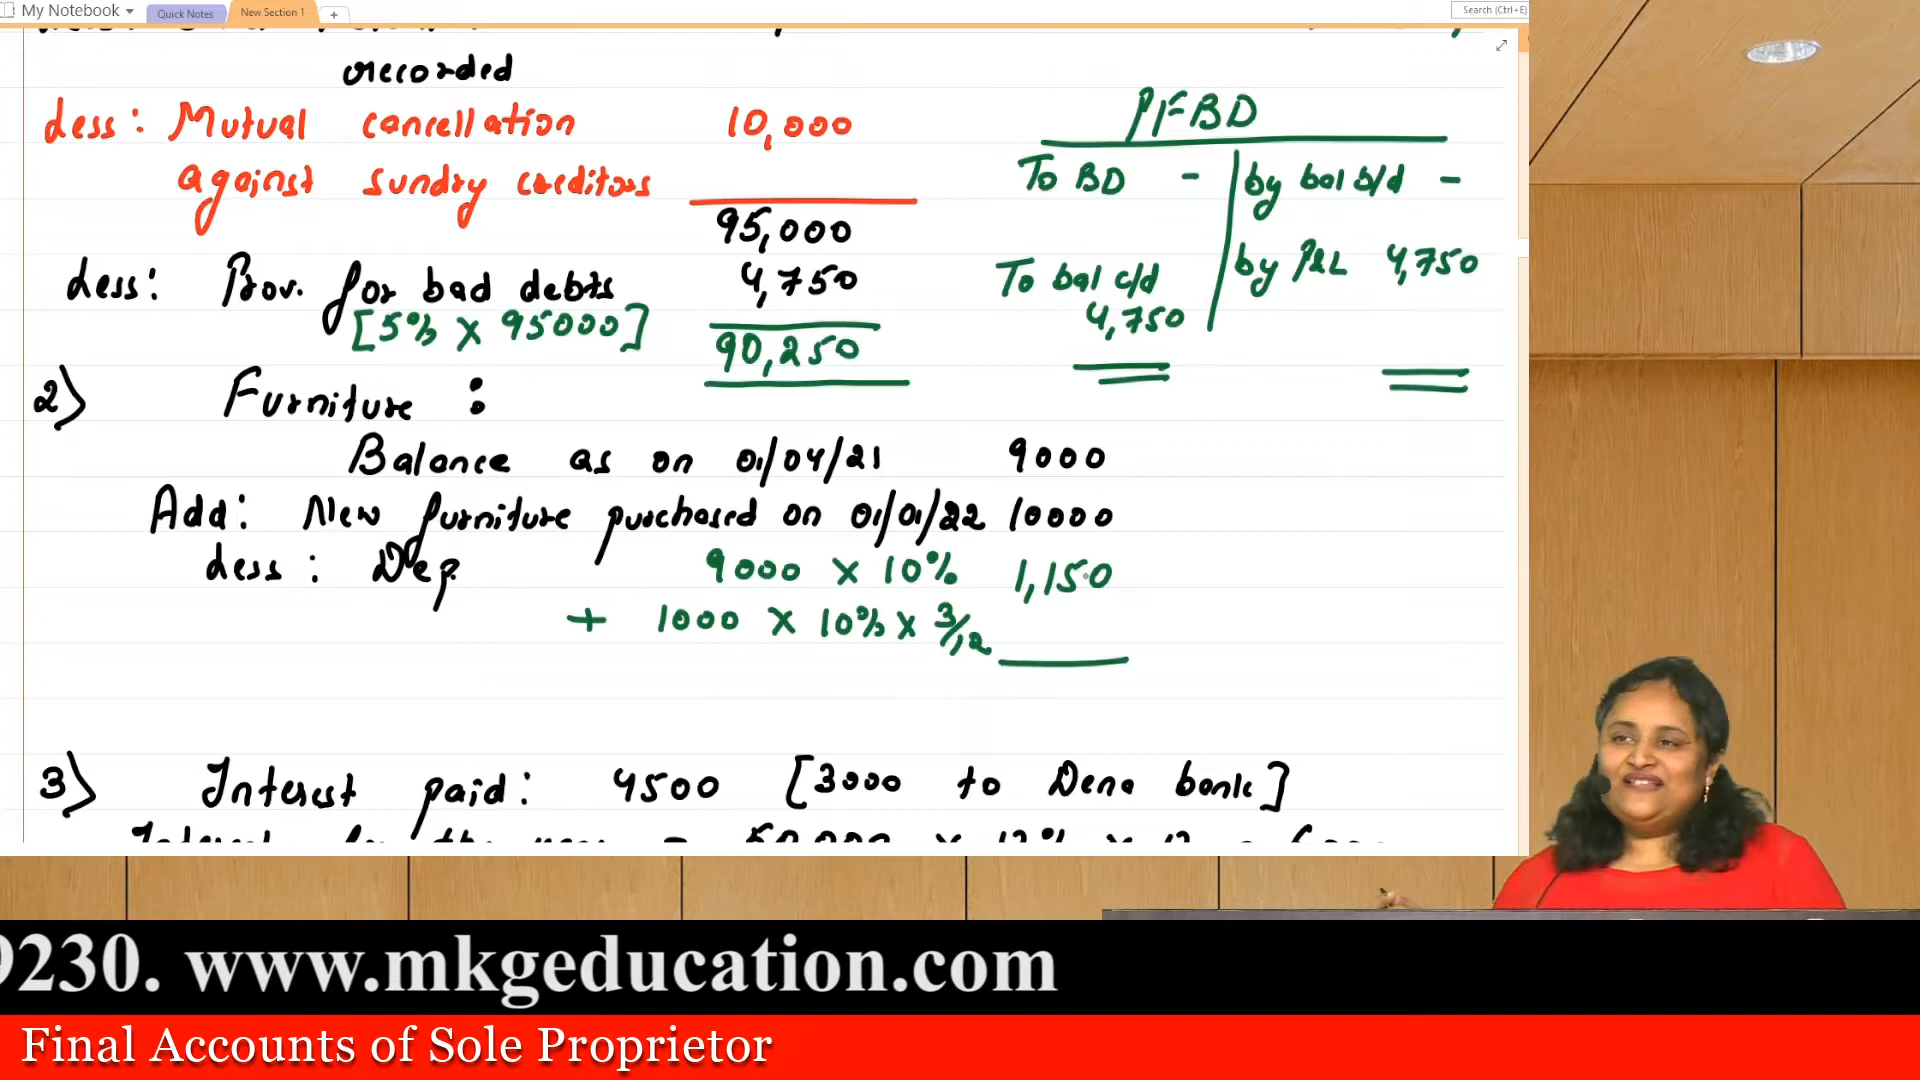 My Notebook
Quick Notes
New Section 1
Search (Ctrl+E)
recorded
Less: Mutual cancellation 10,000
against sundry creditors
95,000
Less: Prov. for bad debts 4,750
[5% x 95000]
90,250
PFBD
To BD - by bal b/d -
by P&L 4,750
To bal c/d
4,750
2) Furniture :
Balance as on 01/04/21 9000
Add: New furniture purchased on 01/01/22 10000
Less: Dep. 9000 x 10% 1,150
+ 1000 x 10% x 3/12
3) Interest paid: 4500 [3000 to Dena bank]
9230. www.mkgeducation.com
Final Accounts of Sole Proprietor